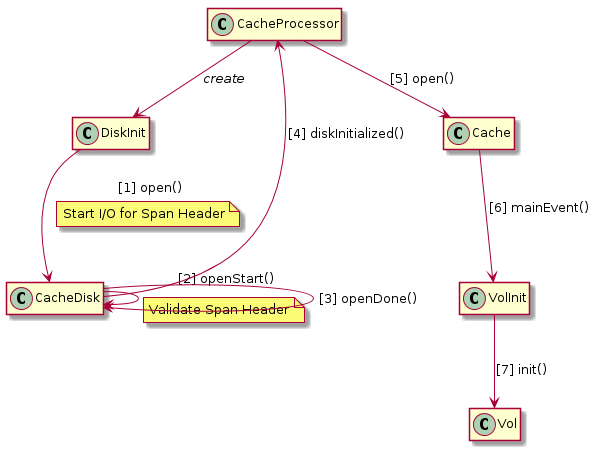 C CacheProcessor
create
[5] open()
C DiskInit
[4] diskInitialized()
C Cache
[1] open()
Start I/O for Span Header
[6] mainEvent()
[2] openStart()
C CacheDisk
Validate Span Header
[3] openDone()
C VolInit
[7] init()
C Vol